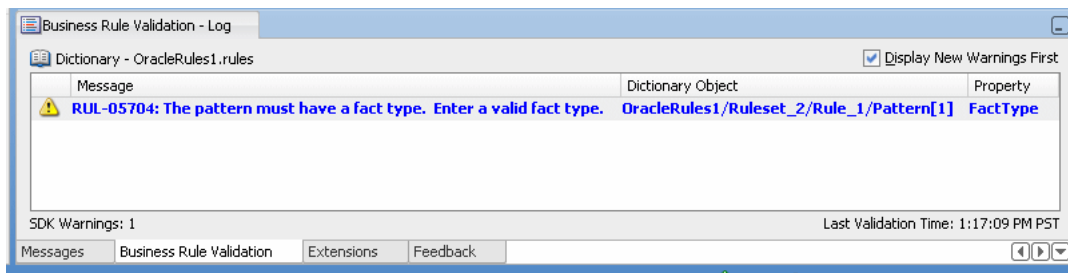 Business Rule Validation - Log
Dictionary - OracleRules1.rules
Display New Warnings First
Message Dictionary Object Property
RUL-05704: The pattern must have a fact type. Enter a valid fact type. OracleRules1/Ruleset_2/Rule_1/Pattern[1] FactType
SDK Warnings: 1 Last Validation Time: 1:17:09 PM PST
Messages Business Rule Validation Extensions Feedback